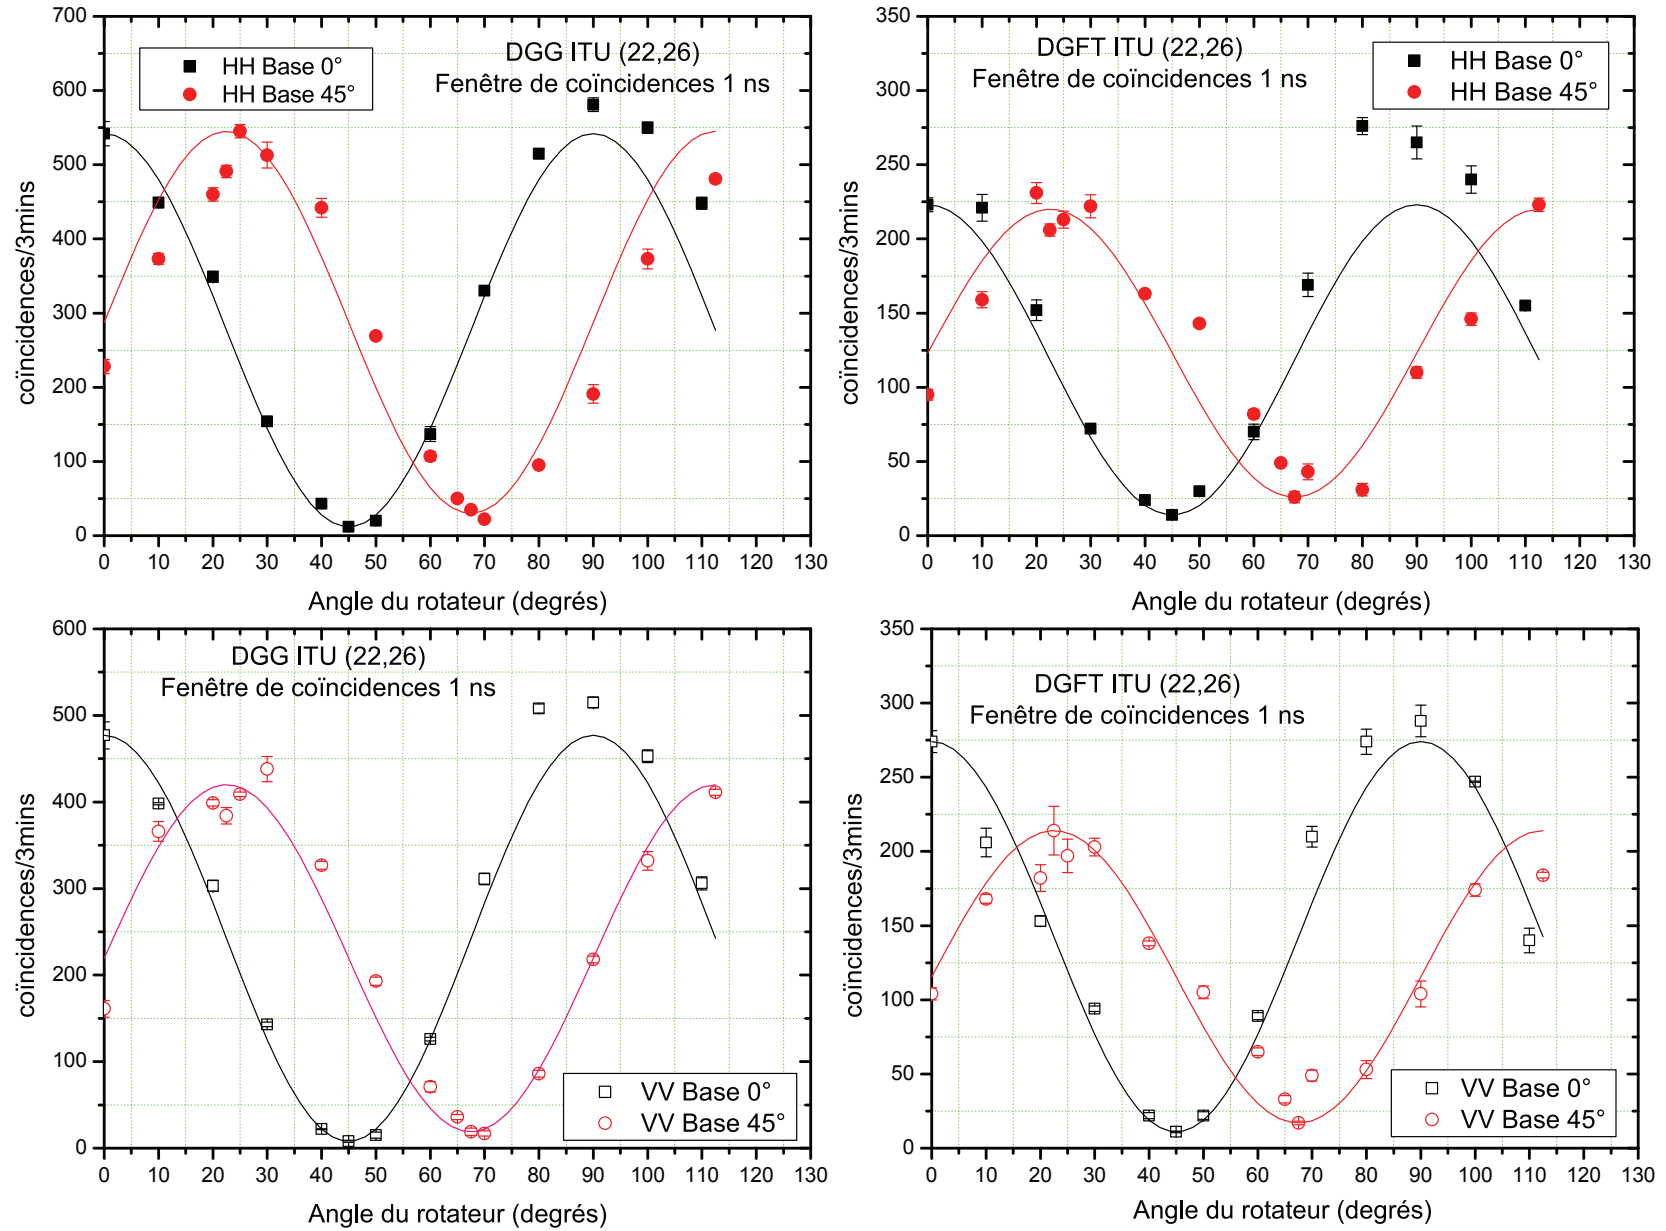 DGG ITU (22,26)
Fenêtre de coïncidences 1 ns
HH Base 0°
HH Base 45°
coïncidences/3mins
700
600
500
400
300
200
100
0
0 10 20 30 40 50 60 70 80 90 100 110 120 130
Angle du rotateur (degrés)
DGFT ITU (22,26)
Fenêtre de coïncidences 1 ns
HH Base 0°
HH Base 45°
coïncidences/3mins
350
300
250
200
150
100
50
0
0 10 20 30 40 50 60 70 80 90 100 110 120 130
Angle du rotateur (degrés)
DGG ITU (22,26)
Fenêtre de coïncidences 1 ns
VV Base 0°
VV Base 45°
coïncidences/3mins
600
500
400
300
200
100
0
0 10 20 30 40 50 60 70 80 90 100 110 120 130
Angle du rotateur (degrés)
DGFT ITU (22,26)
Fenêtre de coïncidences 1 ns
VV Base 0°
VV Base 45°
coïncidences/3mins
350
300
250
200
150
100
50
0
0 10 20 30 40 50 60 70 80 90 100 110 120 130
Angle du rotateur (degrés)